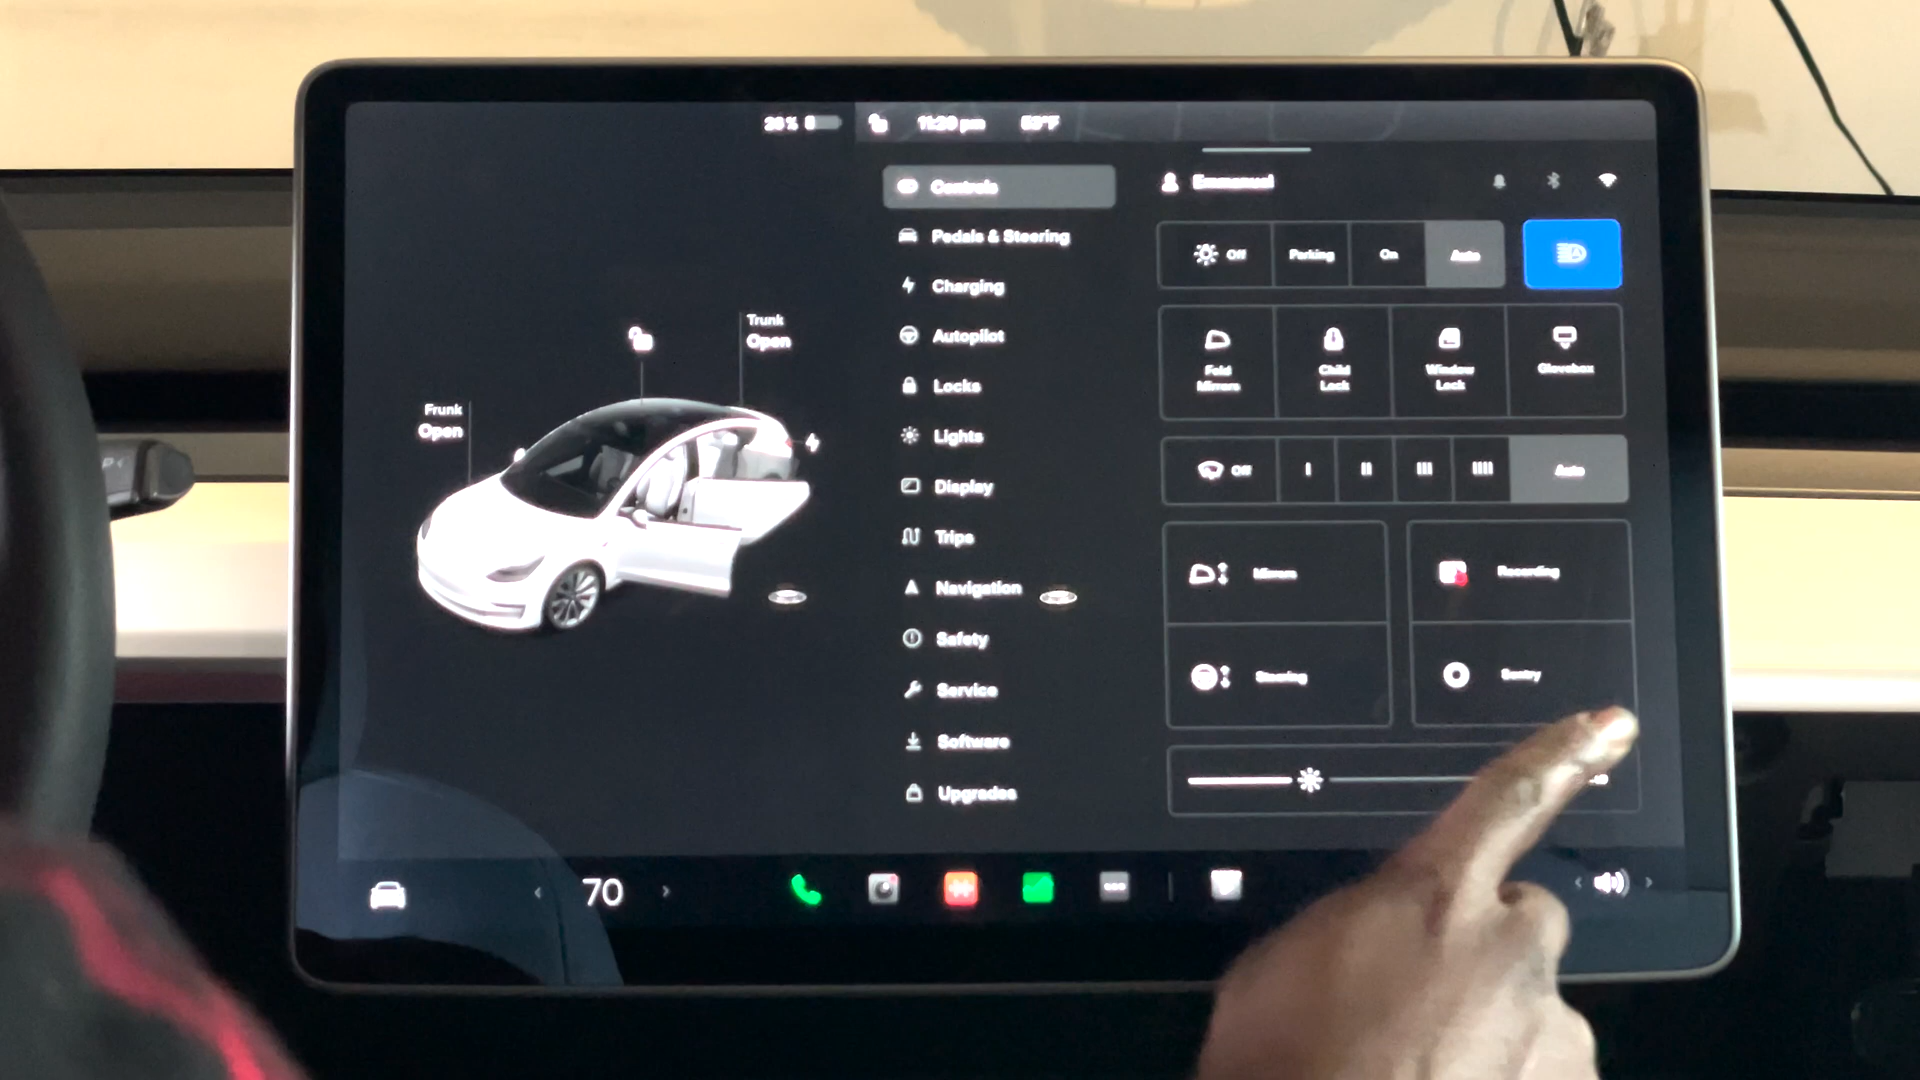 11:20 pm
Controls
Emmanuel
Pedals & Steering
Off
Parking
On
Auto
Charging
Trunk
Open
Autopilot
Fold
Mirrors
Child
Lock
Window
Lock
Glovebox
Locks
Frunk
Open
Lights
Off
Auto
Display
Trips
Mirrors
Recording
Navigation
Safety
Steering
Sentry
Service
Software
Upgrades
70